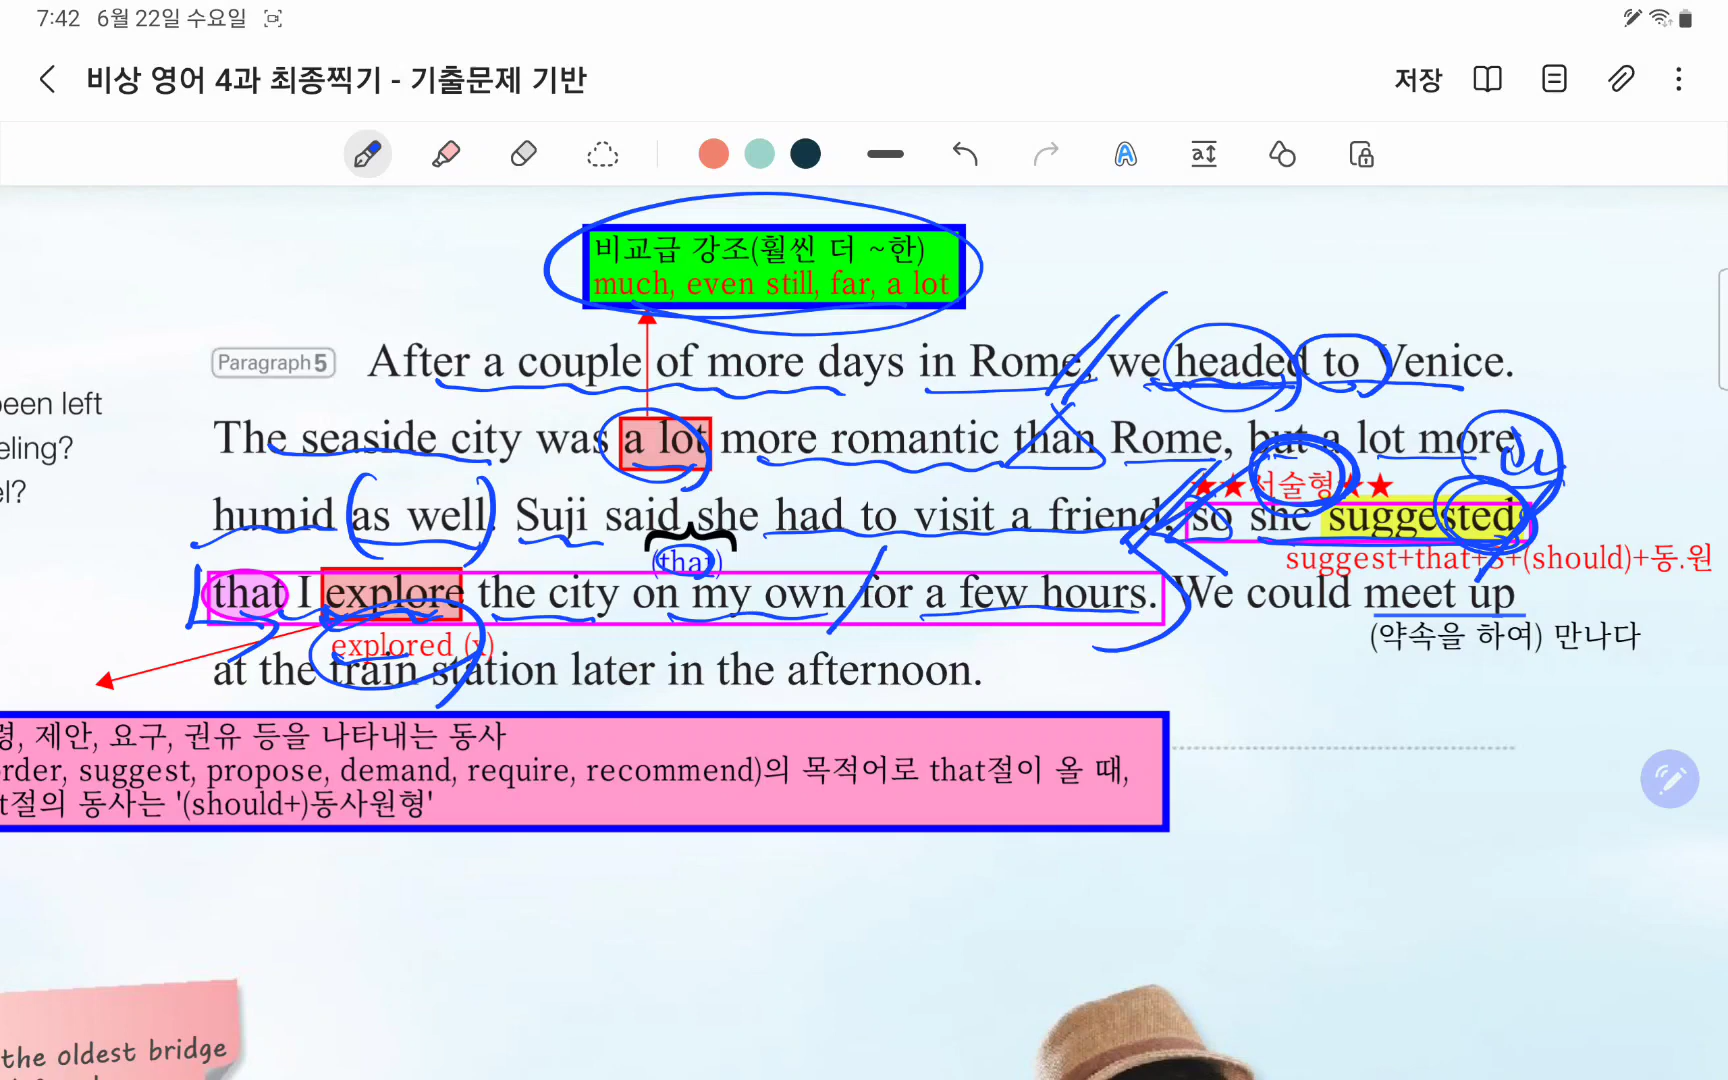 7:42 6월 22일 수요일
비상 영어 4과 최종찍기 - 기출문제 기반
저장
비교급 강조(훨씬 더 ~한)
much, even still, far, a lot
Paragraph 5 After a couple of more days in Rome, we headed to Venice.
een left
The seaside city was a lot more romantic than Rome, but a lot more
eling?
★★서술형★★
el?
humid as well. Suji said she had to visit a friend, so she suggested
(that)
suggest+that+S+(should)+동.원
that I explore the city on my own for a few hours. We could meet up
explored (x)
(약속을 하여) 만나다
at the train station later in the afternoon.
령, 제안, 요구, 권유 등을 나타내는 동사
rder, suggest, propose, demand, require, recommend)의 목적어로 that절이 올 때,
t절의 동사는 '(should+)동사원형'
the oldest bridge